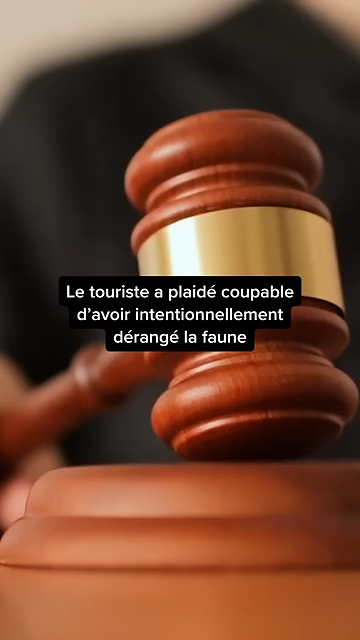 Le touriste a plaidé coupable
d’avoir intentionnellement
dérangé la faune